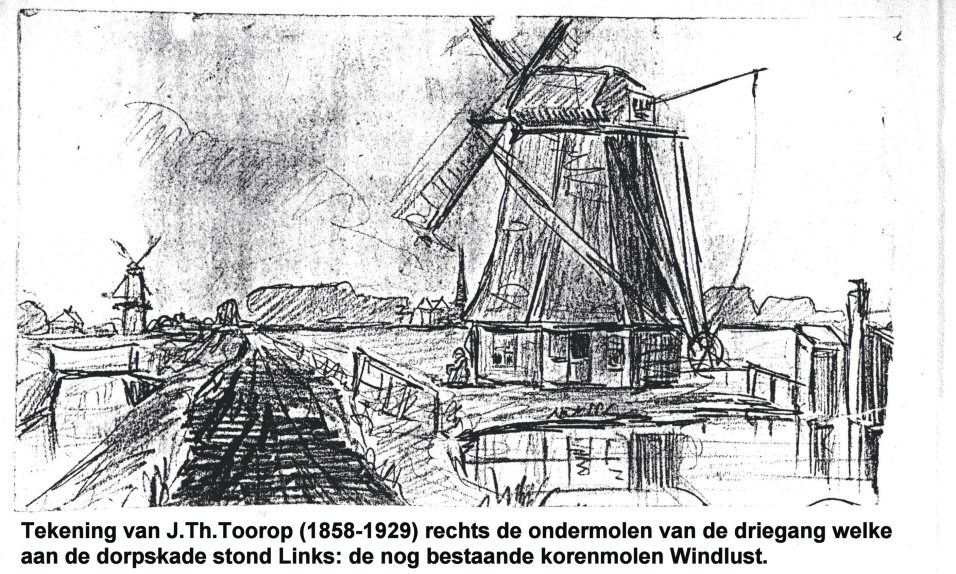 Tekening van J.Th.Toorop (1858-1929) rechts de ondermolen van de driegang welke
aan de dorpskade stond Links: de nog bestaande korenmolen Windlust.